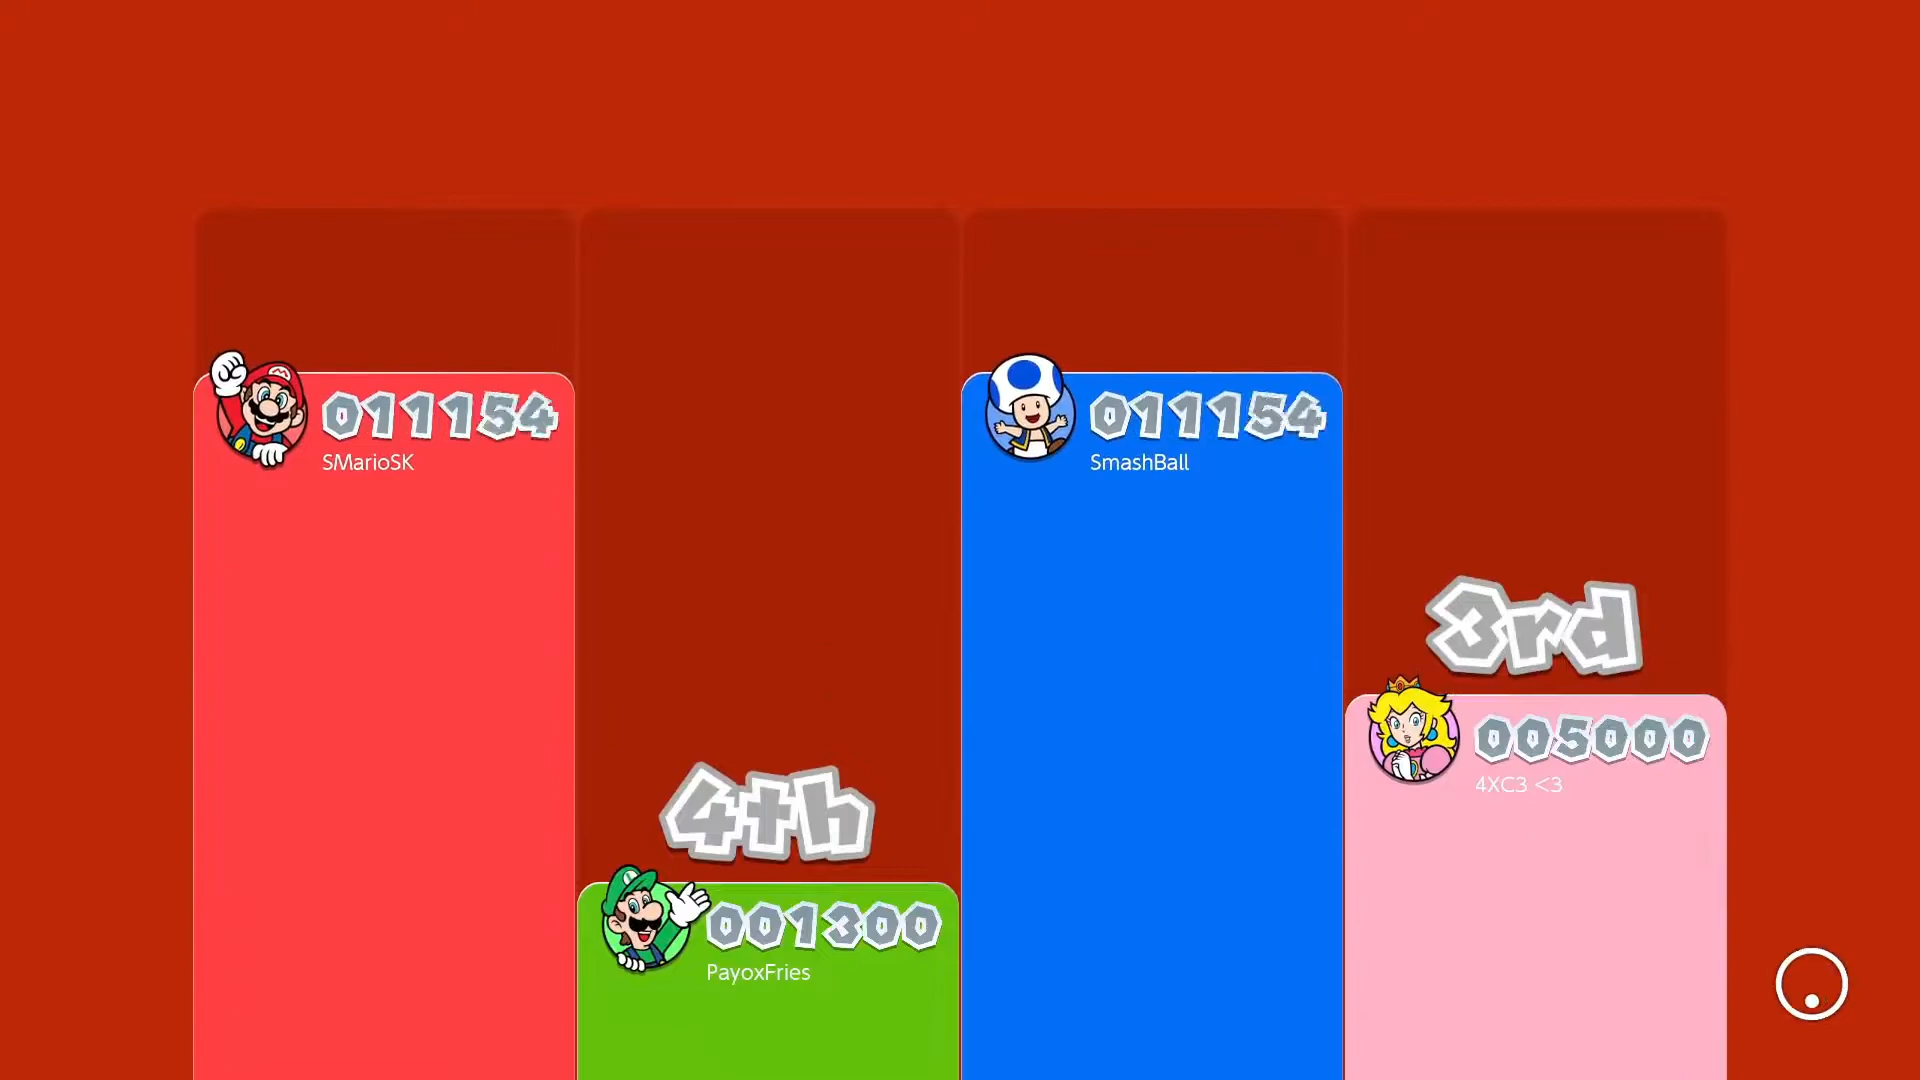 011154
SMarioSK
4th
001300
PayoxFries
011154
SmashBall
3rd
005000
4XC3 <3